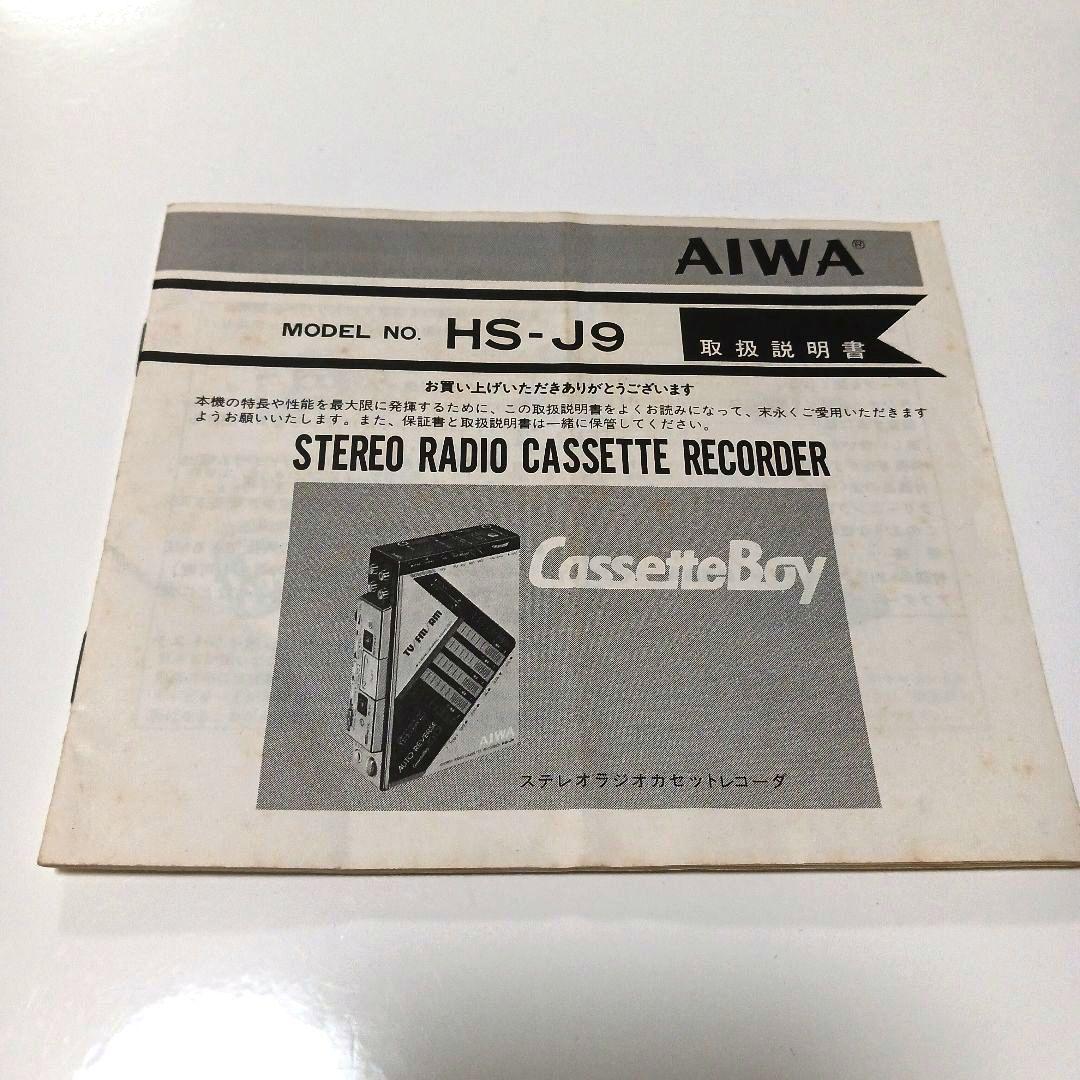 AIWA®
MODEL NO. HS-J9
取扱説明書
お買い上げいただきありがとうございます
本機の特長や性能を最大限に発揮するために、この取扱説明書をよくお読みになって、末永くご愛用いただきます
ようお願いいたします。また、保証書と取扱説明書は一緒に保管してください。
STEREO RADIO CASSETTE RECORDER
CassetteBoy
TV/FM/AM
AUTO REVERSE
AIWA
ステレオラジオカセットレコーダ